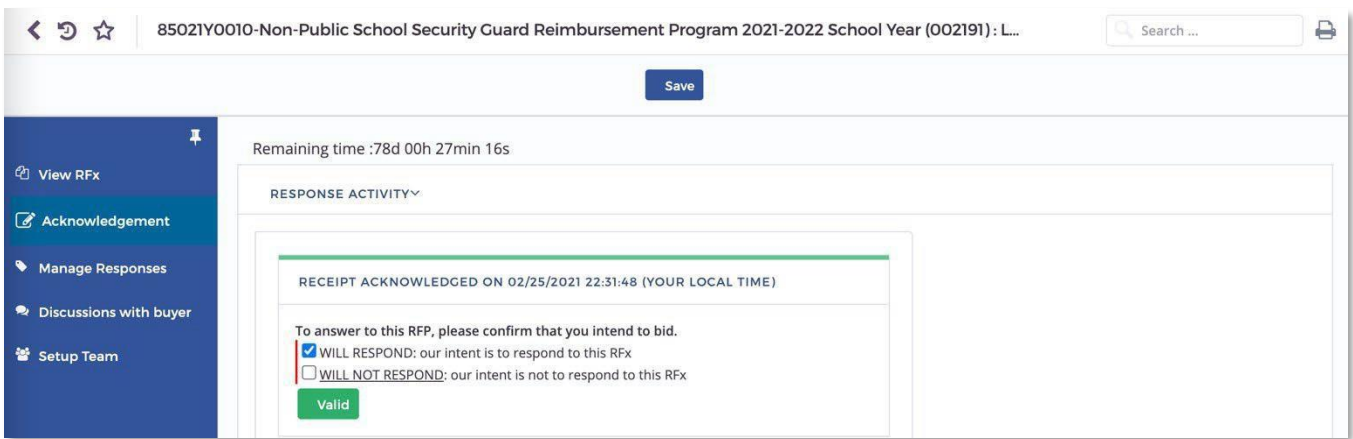 85021Y0010-Non-Public School Security Guard Reimbursement Program 2021-2022 School Year (002191) : L...
Search ...
Save
Remaining time :78d 00h 27min 16s
View RFx
RESPONSE ACTIVITY
Acknowledgement
Manage Responses
RECEIPT ACKNOWLEDGED ON 02/25/2021 22:31:48 (YOUR LOCAL TIME)
Discussions with buyer
To answer to this RFP, please confirm that you intend to bid.
WILL RESPOND: our intent is to respond to this RFx
Setup Team
WILL NOT RESPOND: our intent is not to respond to this RFx
Valid